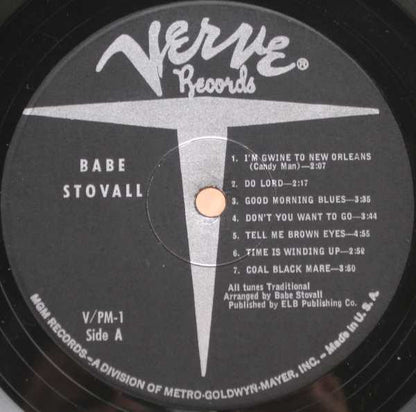 Verve®
Records
BABE
STOVALL
1. I'M GWINE TO NEW ORLEANS
(Candy Man)—2:07
2. DO LORD—2:17
3. GOOD MORNING BLUES—3:35
4. DON'T YOU WANT TO GO—3:44
5. TELL ME BROWN EYES—4:55
6. TIME IS WINDING UP—2:56
7. COAL BLACK MARE—3:50
All tunes Traditional
Arranged by Babe Stovall
Published by ELB Publishing Co.
V/PM-1
Side A
MGM RECORDS—A DIVISION OF METRO-GOLDWYN-MAYER, INC.—Made in U.S.A.